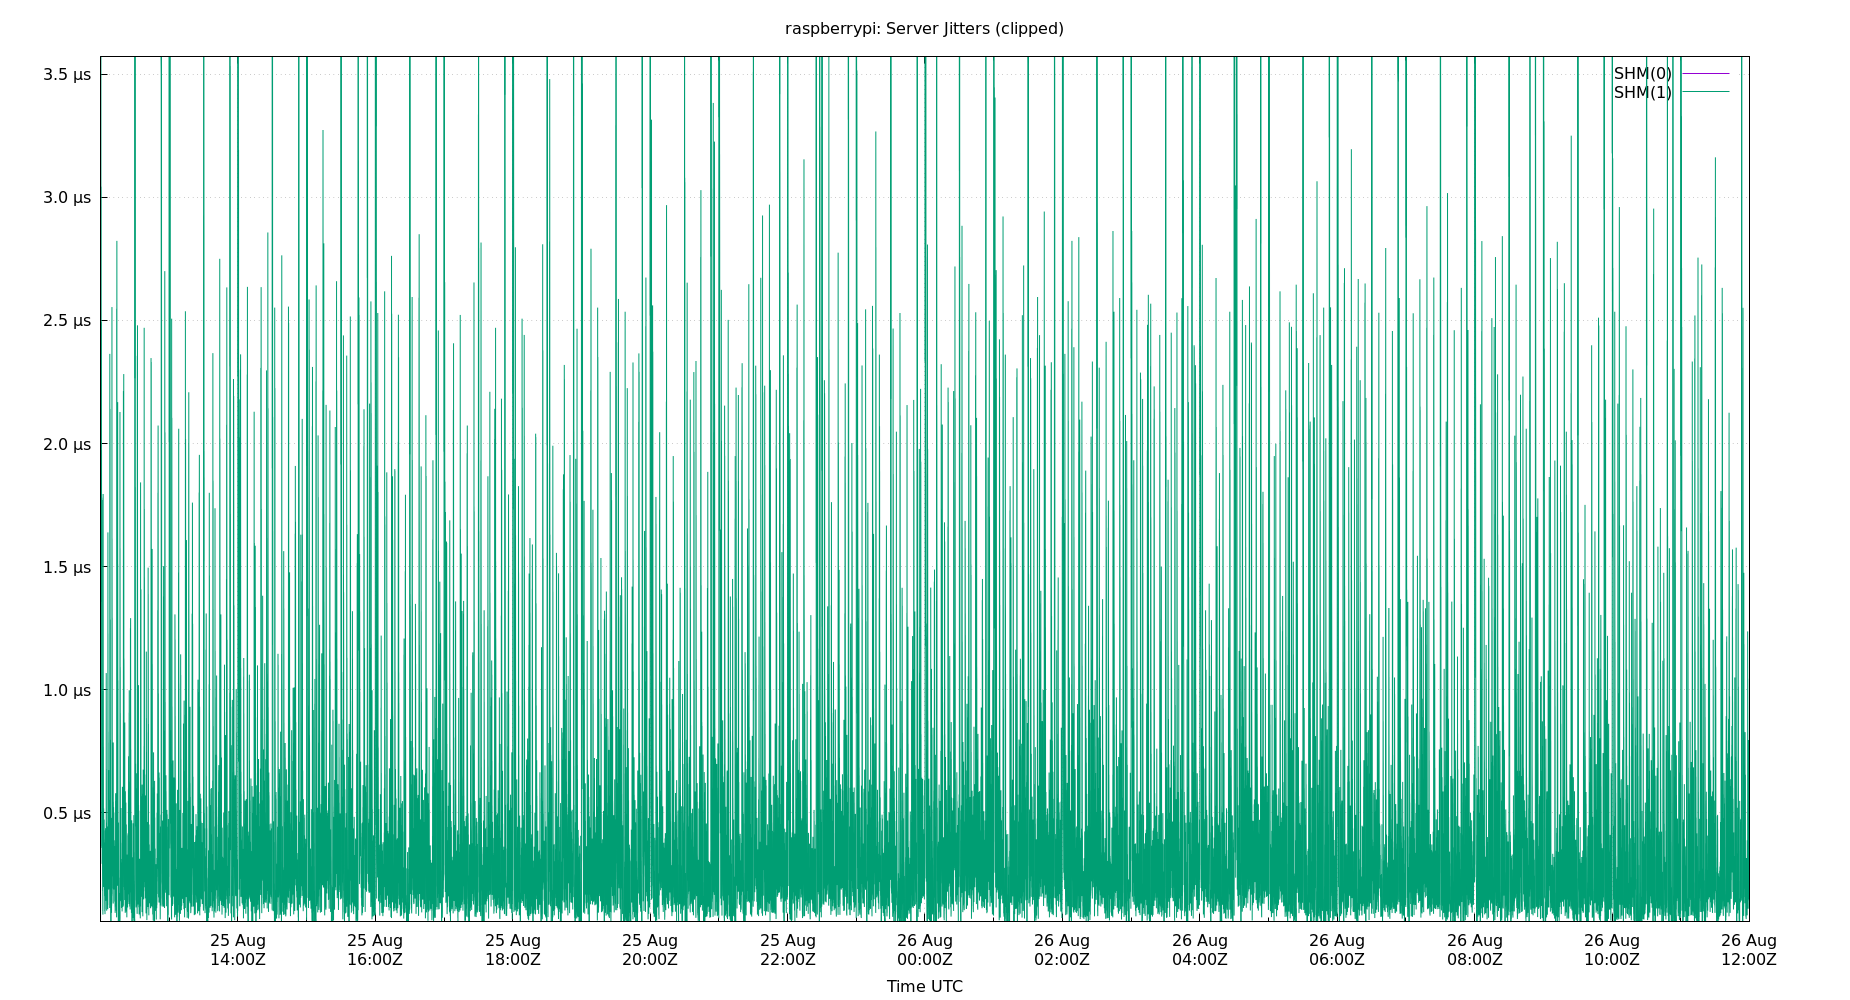 raspberrypi: Server Jitters (clipped)
SHM(0)
SHM(1)
3.5 µs
3.0 µs
2.5 µs
2.0 µs
1.5 µs
1.0 µs
0.5 µs
25 Aug 25 Aug 25 Aug 25 Aug 25 Aug 26 Aug 26 Aug 26 Aug 26 Aug 26 Aug 26 Aug 26 Aug
14:00Z 16:00Z 18:00Z 20:00Z 22:00Z 00:00Z 02:00Z 04:00Z 06:00Z 08:00Z 10:00Z 12:00Z
Time UTC